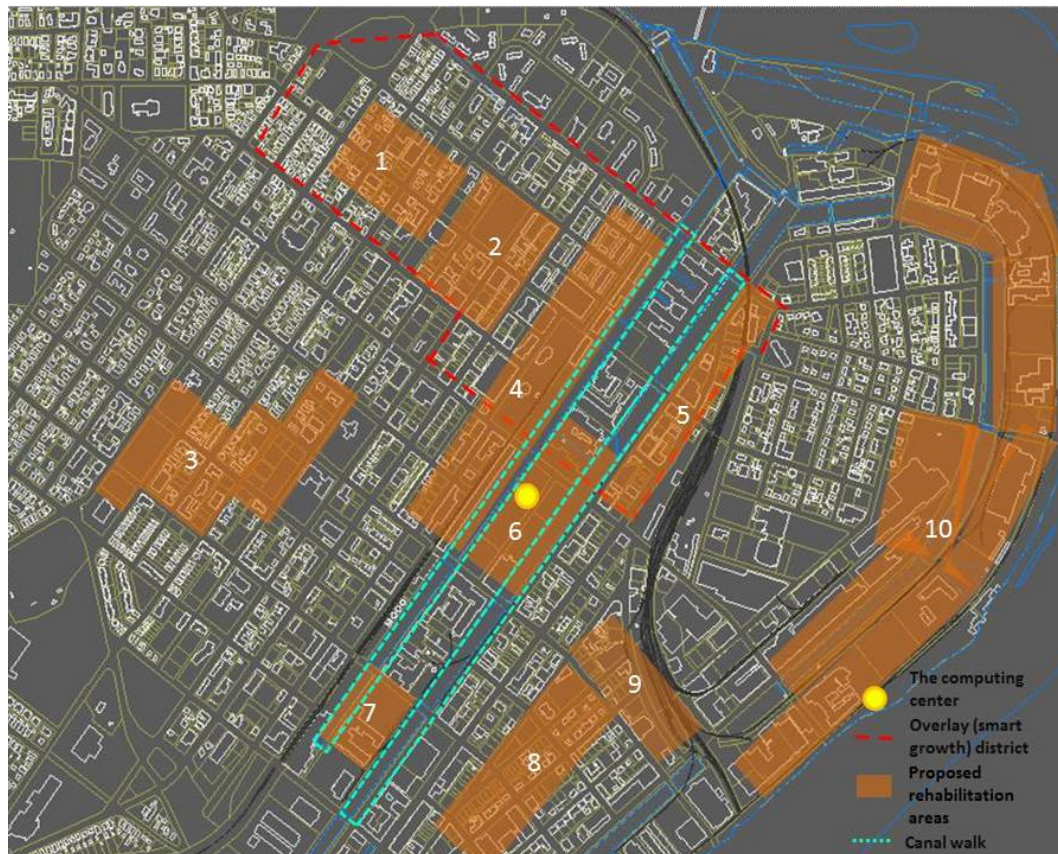 1
2
3
4
5
6
7
8
9
10
The computing
center
Overlay (smart
growth) district
Proposed
rehabilitation
areas
Canal walk